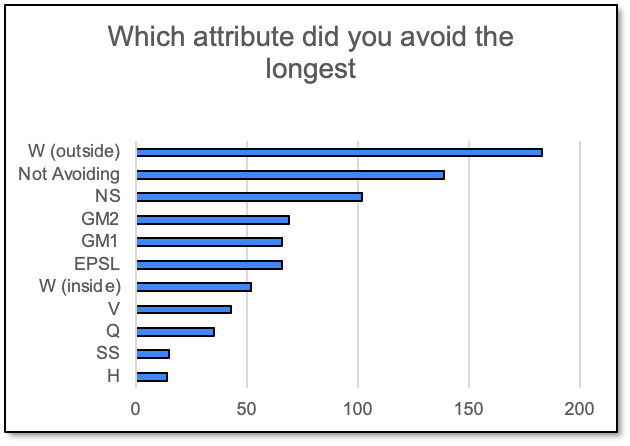 Which attribute did you avoid the
longest
W (outside)
Not Avoiding
NS
GM2
GM1
EPSL
W (inside)
V
Q
SS
H
0 50 100 150 200